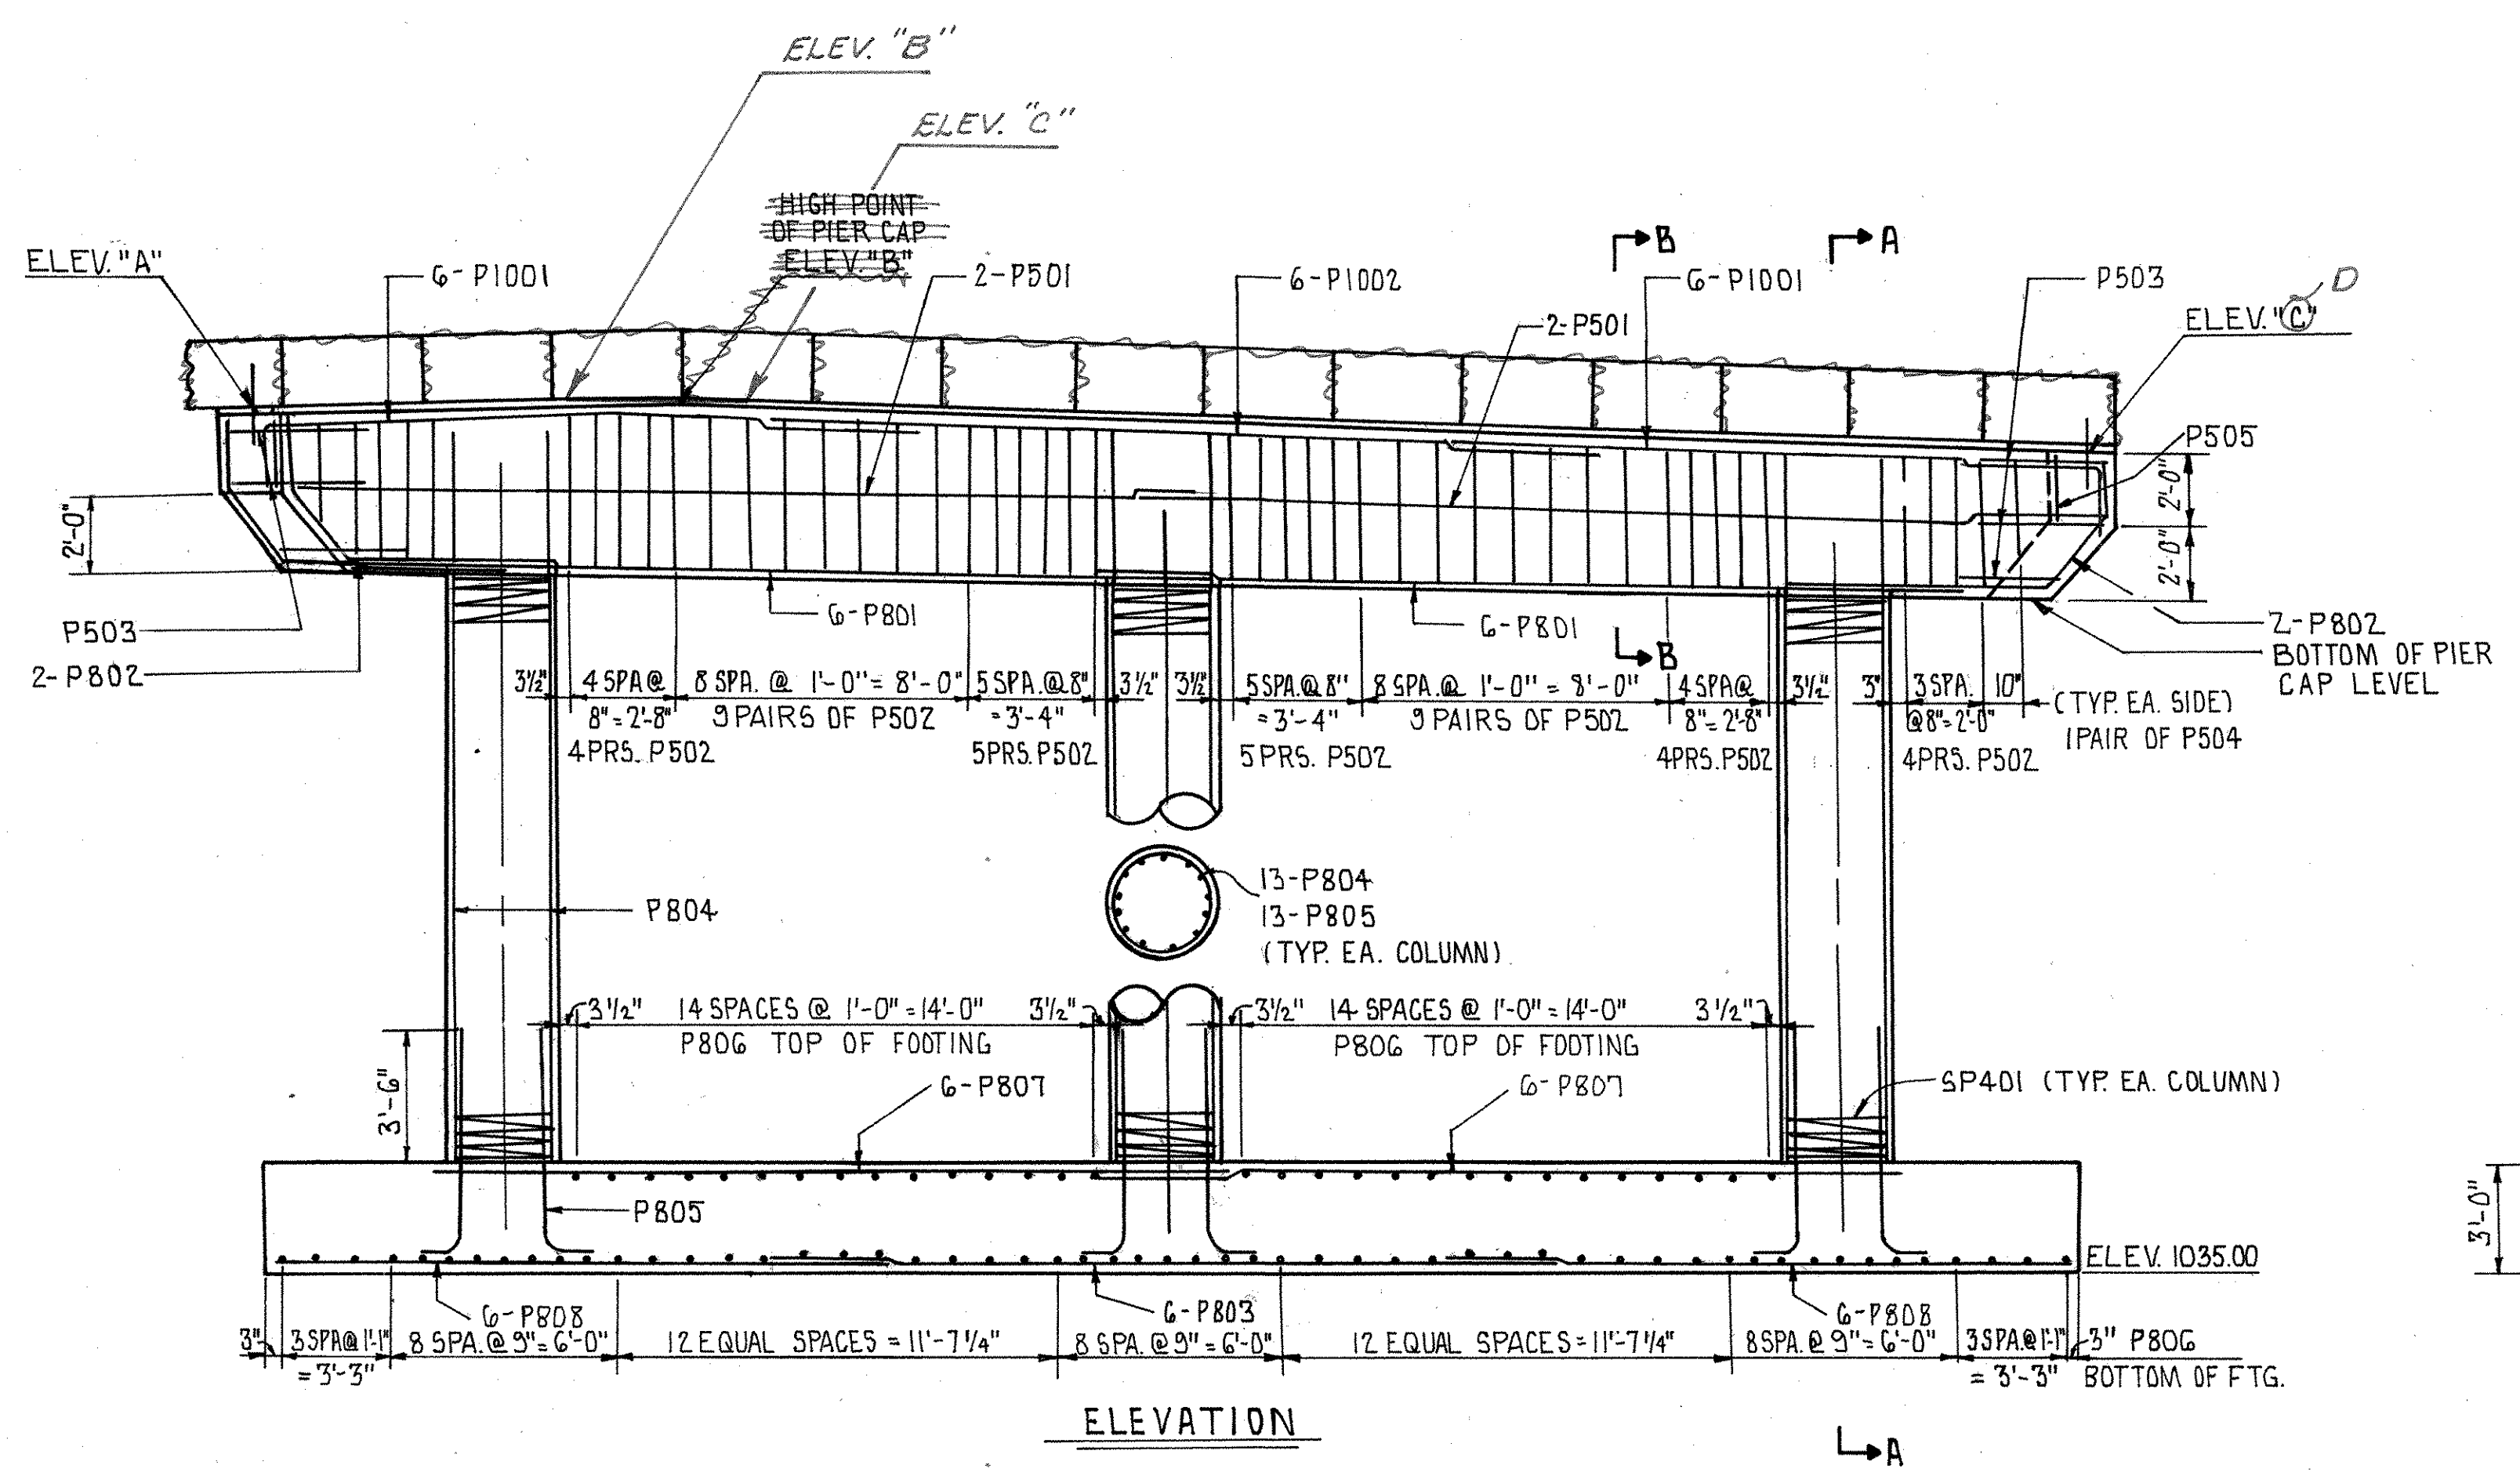 ELEV. "B"
ELEV. "C"
HIGH POINT
OF PIER CAP
ELEV. "B"
B
A
ELEV. "A"
6-P1001
2-P501
6-P1002
6-P1001
P503
D
ELEV. "C"
2-P501
P505
2'-0"
2'-0"
2'-0"
P503
2-P802
6-P801
6-P801
B
2-P802
BOTTOM OF PIER
CAP LEVEL
3½" 4 SPA @ 8 SPA. @ 1'-0" = 8'-0" 5 SPA. @ 8" 3½" 3½" 5 SPA. @ 8" 8 SPA. @ 1'-0" = 8'-0" 4 SPA @ 3½" 3" 3 SPA. 10" (TYP. EA. SIDE)
8" = 2'-8" 9 PAIRS OF P502 = 3'-4" = 3'-4" 9 PAIRS OF P502 8" = 2'-8" @ 8" = 2'-0" 1 PAIR OF P504
4 PRS. P502 5 PRS. P502 5 PRS. P502 4 PRS. P502 4 PRS. P502
13-P804
13-P805
(TYP. EA. COLUMN)
P804
3½" 14 SPACES @ 1'-0" = 14'-0" 3½" 3½" 14 SPACES @ 1'-0" = 14'-0" 3½"
P806 TOP OF FOOTING P806 TOP OF FOOTING
3'-6"
6-P807
6-P807
SP401 (TYP. EA. COLUMN)
P805
3'-0"
ELEV. 1035.00
6-P808
6-P803
6-P808
3" 3 SPA @ 1'-1" 8 SPA. @ 9" = 6'-0" 12 EQUAL SPACES = 11'-7¼" 8 SPA. @ 9" = 6'-0" 12 EQUAL SPACES = 11'-7¼" 8 SPA. @ 9" = 6'-0" 3 SPA @ 1'-1" 3" P806
= 3'-3" = 3'-3" BOTTOM OF FTG.
ELEVATION
A